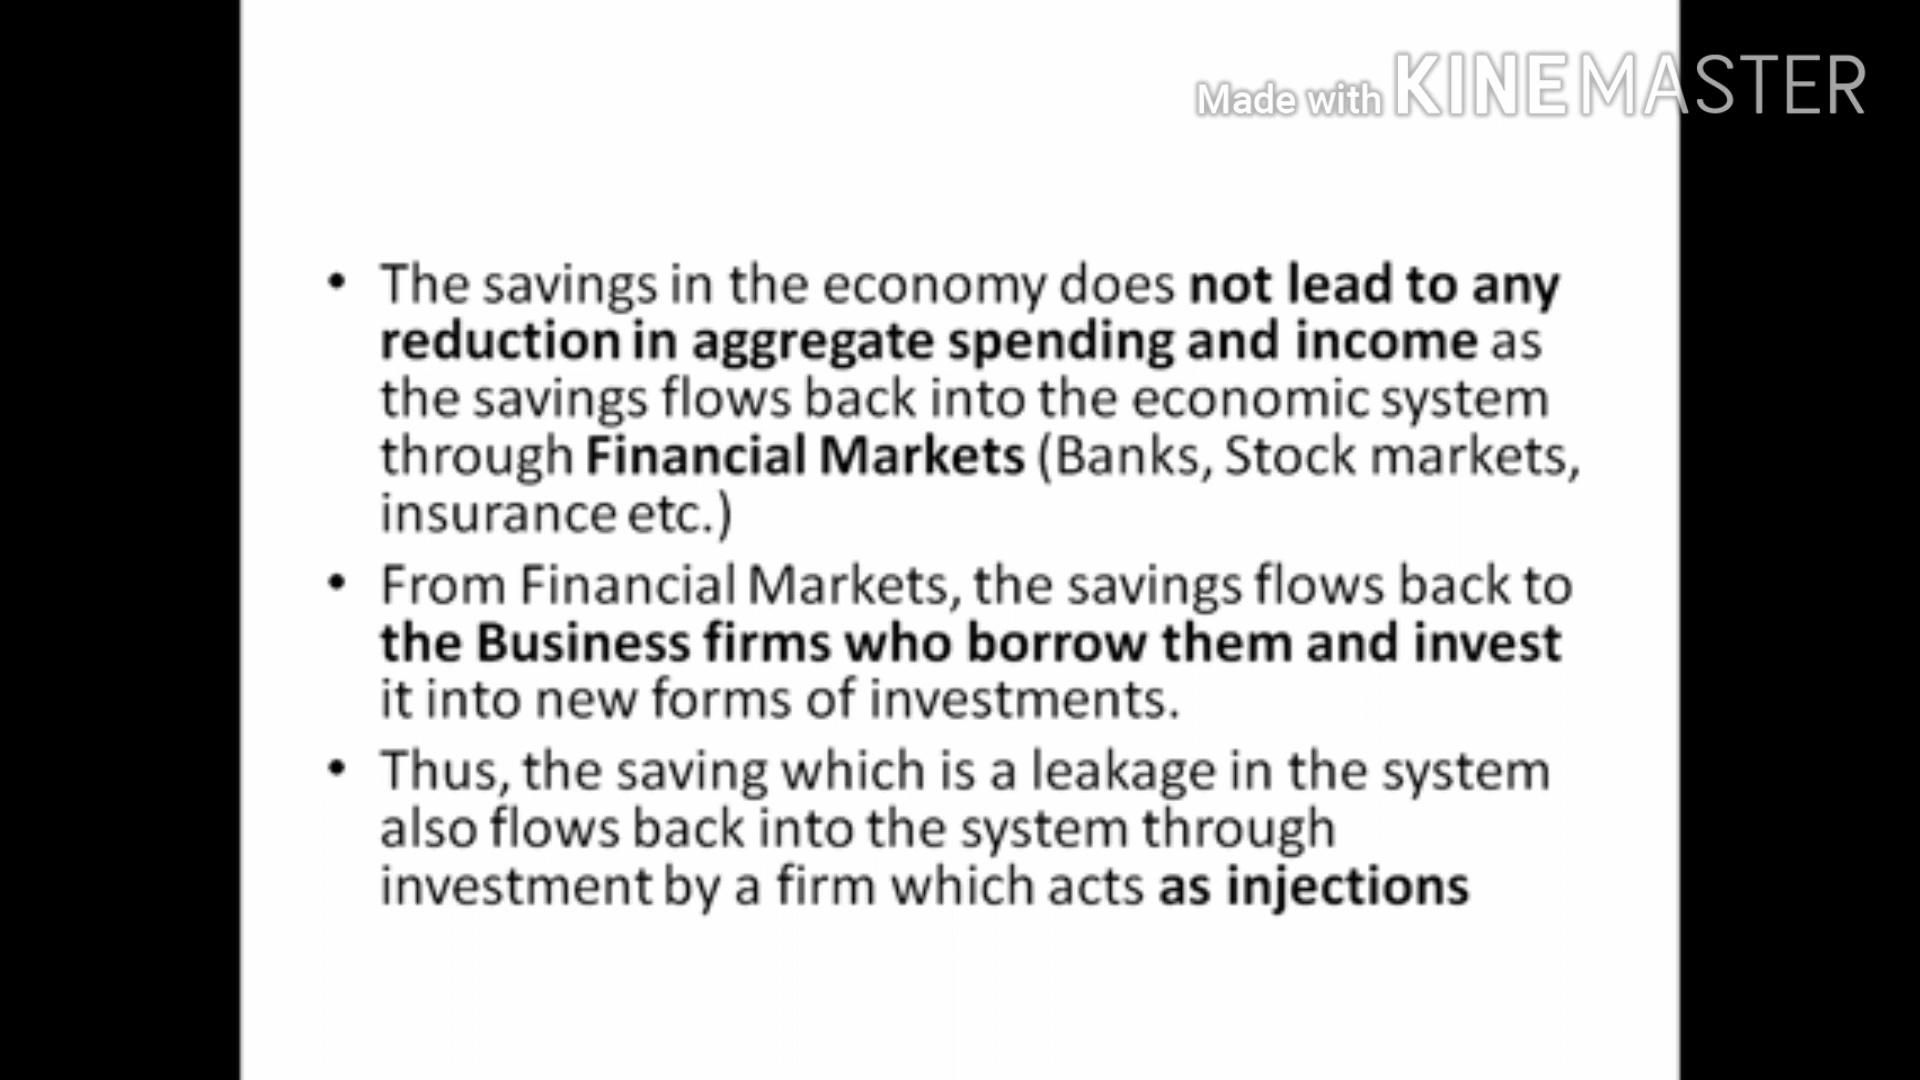 Made with KINEMASTER
• The savings in the economy does not lead to any
reduction in aggregate spending and income as
the savings flows back into the economic system
through Financial Markets (Banks, Stock markets,
insurance etc.)
• From Financial Markets, the savings flows back to
the Business firms who borrow them and invest
it into new forms of investments.
• Thus, the saving which is a leakage in the system
also flows back into the system through
investment by a firm which acts as injections